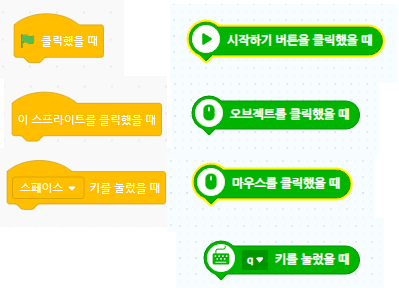 클릭했을 때
시작하기 버튼을 클릭했을 때
이 스프라이트를 클릭했을 때
오브젝트를 클릭했을 때
스페이스 키를 눌렀을 때
마우스를 클릭했을 때
q 키를 눌렀을 때